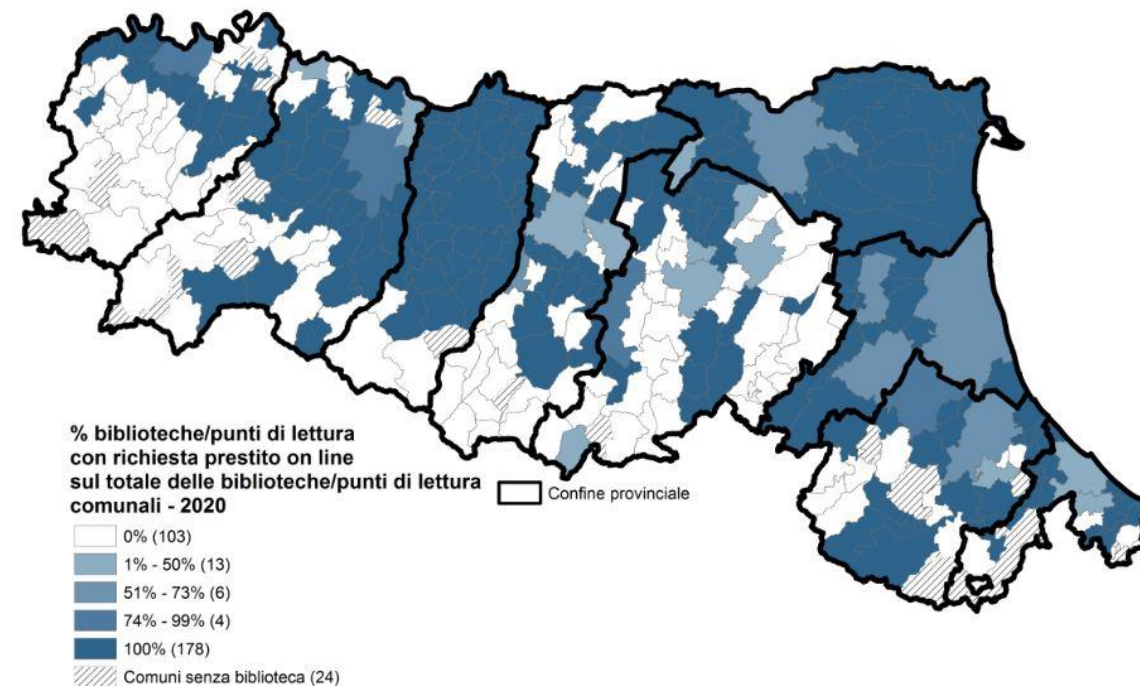 % biblioteche/punti di lettura
con richiesta prestito on line
sul totale delle biblioteche/punti di lettura
comunali - 2020
Confine provinciale
0% (103)
1% - 50% (13)
51% - 73% (6)
74% - 99% (4)
100% (178)
Comuni senza biblioteca (24)